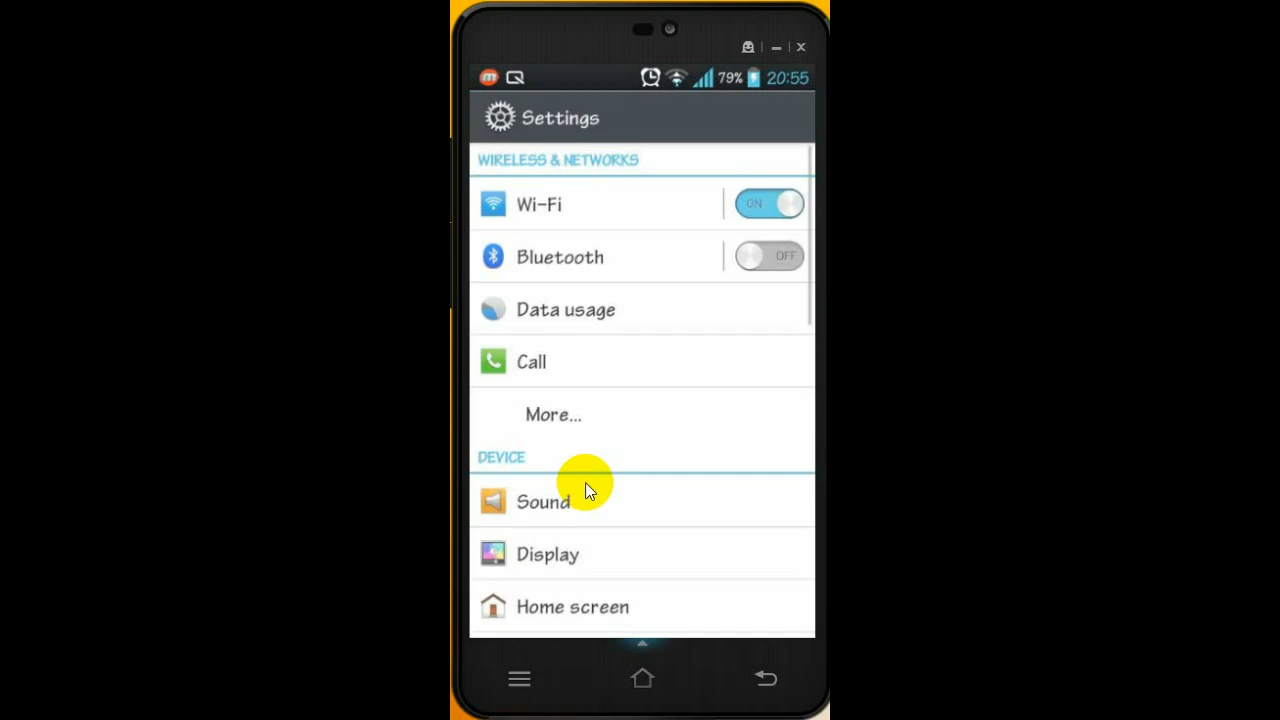 79% 20:55
Settings
WIRELESS & NETWORKS
Wi-Fi ON
Bluetooth OFF
Data usage
Call
More...
DEVICE
Sound
Display
Home screen